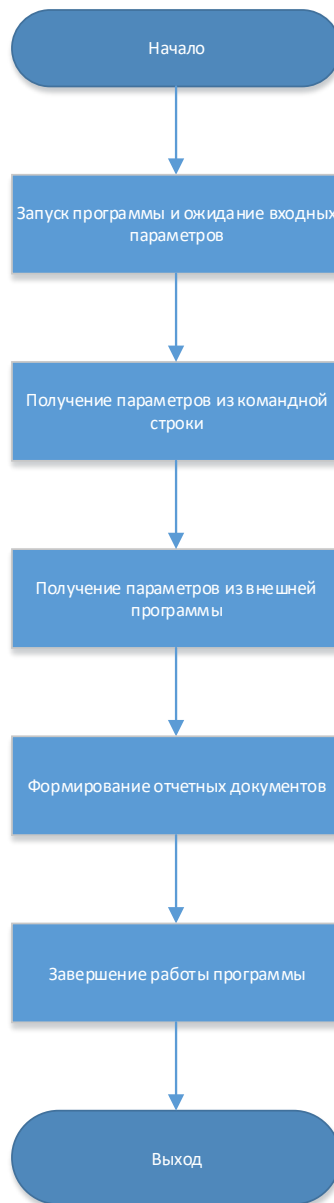 Начало
Запуск программы и ожидание входных
параметров
Получение параметров из командной
строки
Получение параметров из внешней
программы
Формирование отчетных документов
Завершение работы программы
Выход